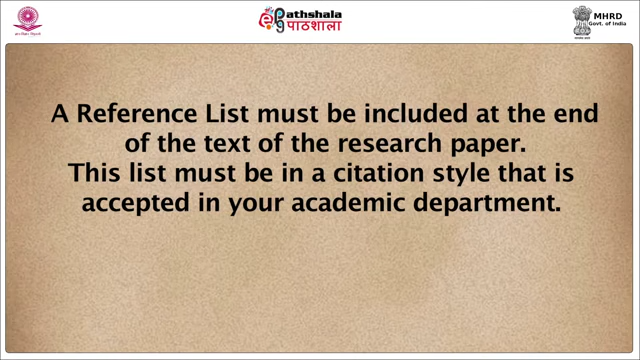 Pathshala
पाठशाला
MHRD
Govt. of India
A Reference List must be included at the end
of the text of the research paper.
This list must be in a citation style that is
accepted in your academic department.